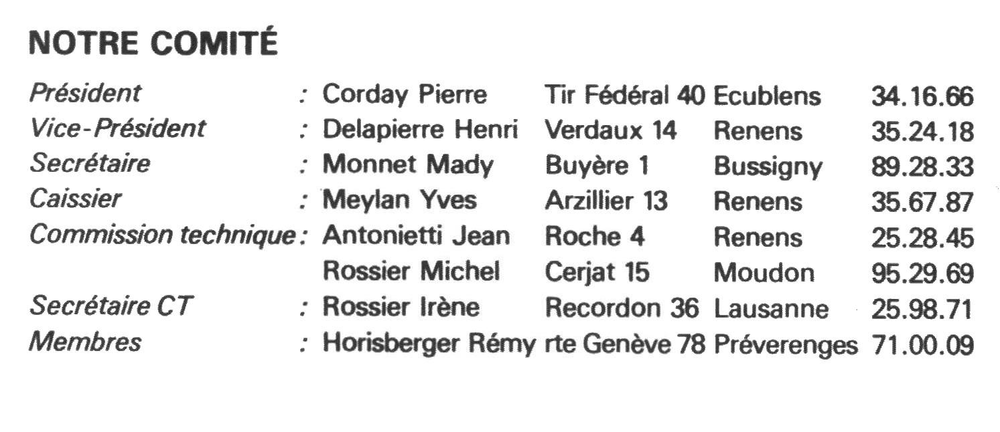 NOTRE COMITÉ
Président : Corday Pierre Tir Fédéral 40 Ecublens 34.16.66
Vice-Président : Delapierre Henri Verdaux 14 Renens 35.24.18
Secrétaire : Monnet Mady Buyère 1 Bussigny 89.28.33
Caissier : Meylan Yves Arzillier 13 Renens 35.67.87
Commission technique : Antonietti Jean Roche 4 Renens 25.28.45
Rossier Michel Cerjat 15 Moudon 95.29.69
Secrétaire CT : Rossier Irène Recordon 36 Lausanne 25.98.71
Membres : Horisberger Rémy rte Genève 78 Préverenges 71.00.09